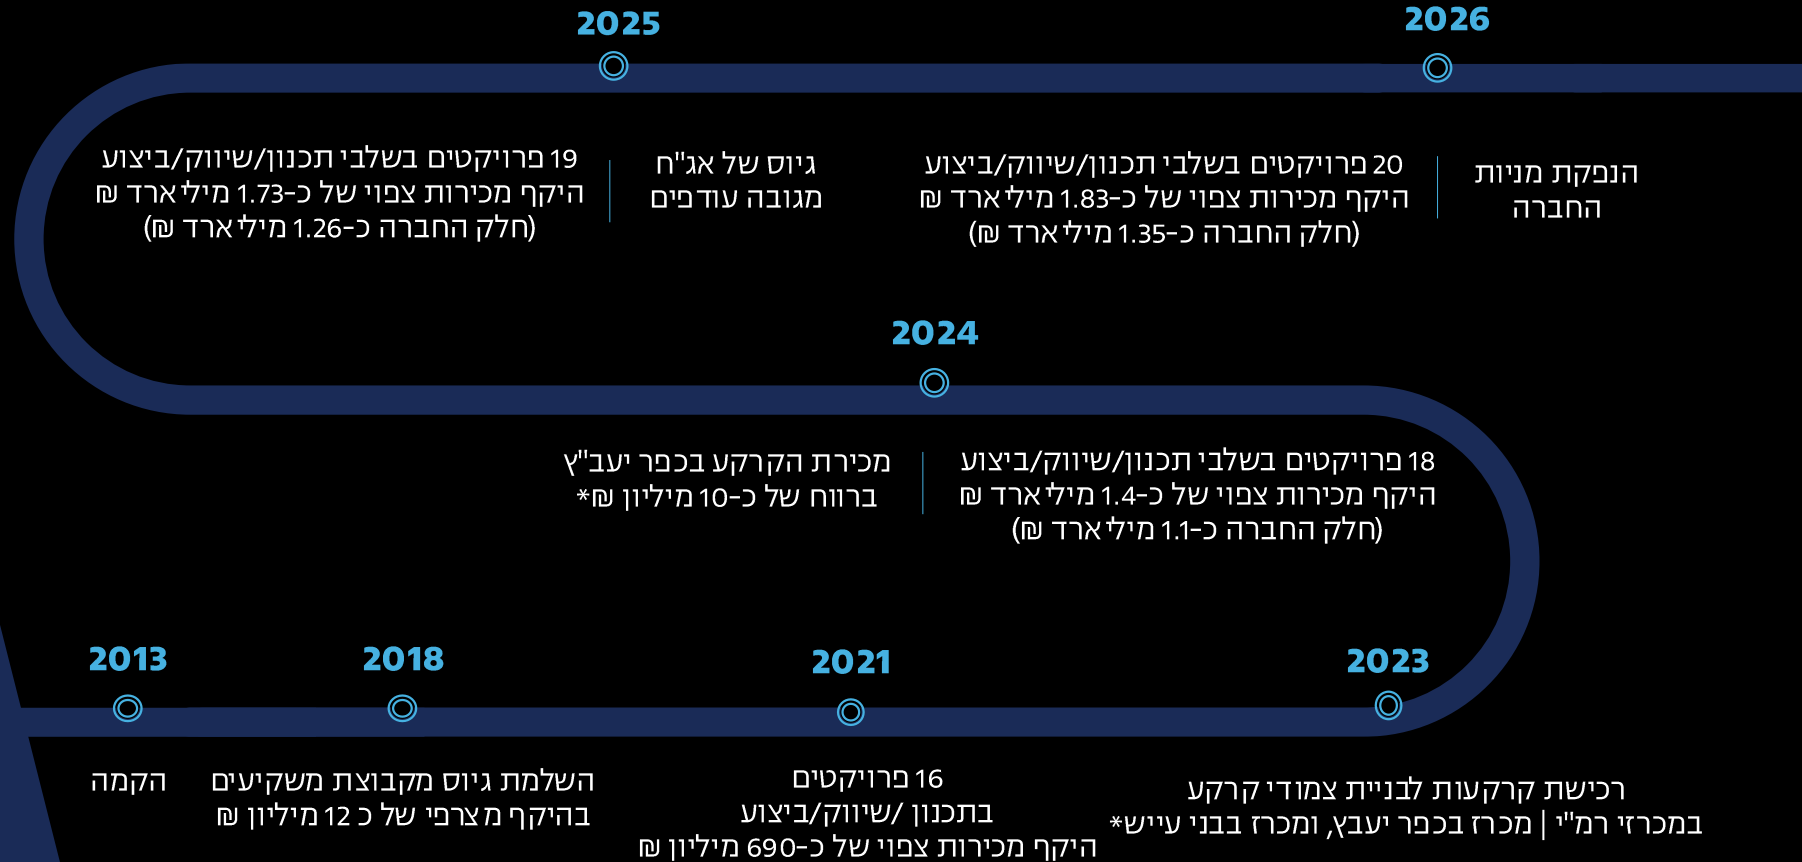 2026
הנפקת מניות
החברה
20 פרויקטים בשלבי תכנון/שיווק/ביצוע
היקף מכירות צפוי של כ-1.83 מיליארד ₪
(חלק החברה כ-1.35 מיליארד ₪)
2025
גיוס של אג"ח
מגובה עודפים
19 פרויקטים בשלבי תכנון/שיווק/ביצוע
היקף מכירות צפוי של כ-1.73 מיליארד ₪
(חלק החברה כ-1.26 מיליארד ₪)
2024
18 פרויקטים בשלבי תכנון/שיווק/ביצוע
היקף מכירות צפוי של כ-1.4 מיליארד ₪
(חלק החברה כ-1.1 מיליארד ₪)
מכירת הקרקע בכפר יעב"ץ
ברווח של כ-10 מיליון ₪*
2023
רכישת קרקעות לבניית צמודי קרקע
במכרזי רמ"י | מכרז בכפר יעבץ, ומכרז בבני עייש*
2021
16 פרויקטים
בתכנון /שיווק/ביצוע
היקף מכירות צפוי של כ-690 מיליון ₪
2018
השלמת גיוס מקבוצת משקיעים
בהיקף מצרפי של כ 12 מיליון ₪
2013
הקמה